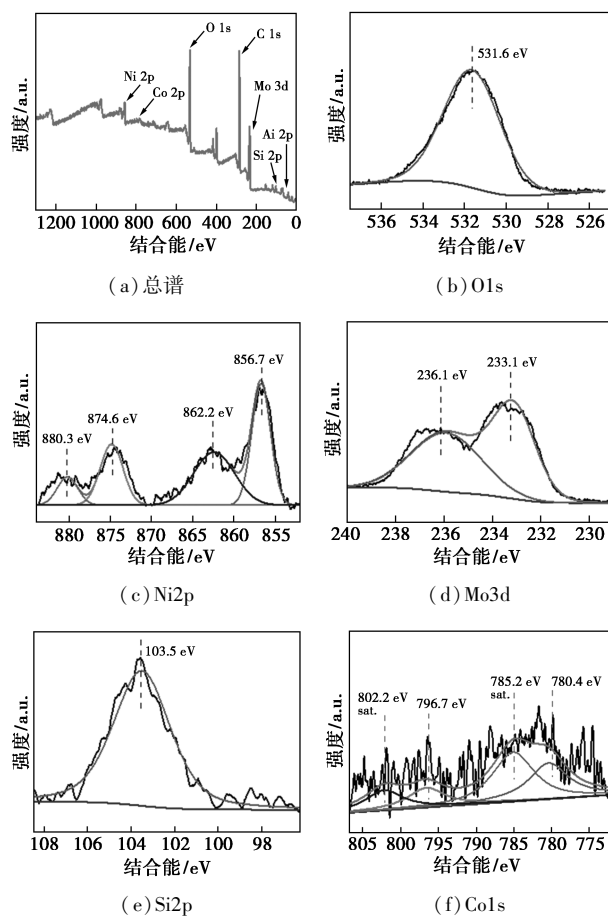 O 1s
C 1s
Ni 2p
Co 2p
Mo 3d
Ai 2p
Si 2p
强度/a.u.
1200 1000 800 600 400 200 0
结合能/eV
(a)总谱
531.6 eV
强度/a.u.
536 534 532 530 528 526
结合能/eV
(b)O1s
856.7 eV
874.6 eV
862.2 eV
880.3 eV
强度/a.u.
880 875 870 865 860 855
结合能/eV
(c)Ni2p
236.1 eV
233.1 eV
强度/a.u.
240 238 236 234 232 230
结合能/eV
(d)Mo3d
103.5 eV
强度/a.u.
108 106 104 102 100 98
结合能/eV
(e)Si2p
802.2 eV
sat.
796.7 eV
785.2 eV
sat.
780.4 eV
强度/a.u.
805 800 795 790 785 780 775
结合能/eV
(f)Co1s